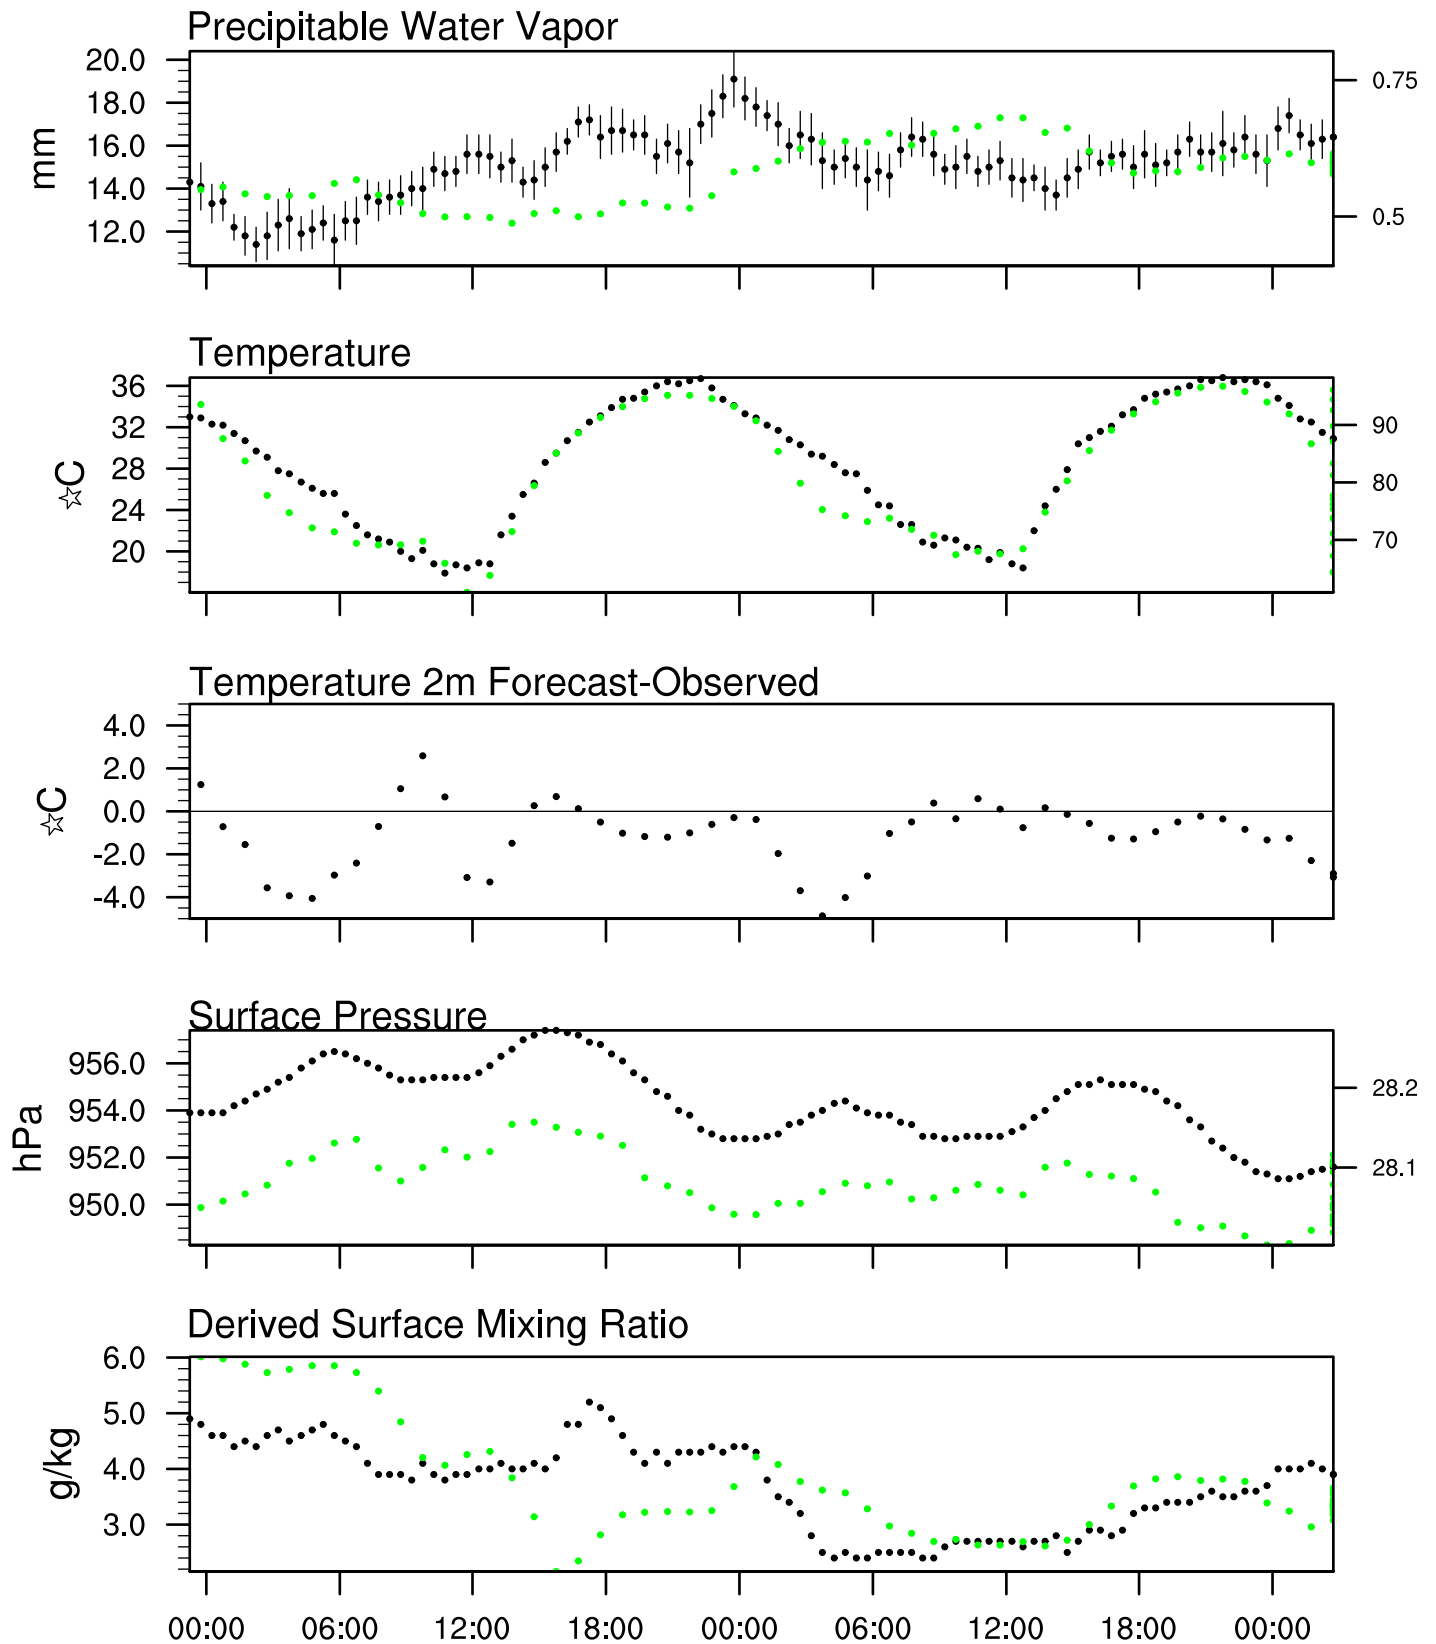 Precipitable Water Vapor
20.0
18.0
16.0
14.0
12.0
mm
0.75
0.5
Temperature
36
32
28
24
20
☆C
90
80
70
Temperature 2m Forecast-Observed
4.0
2.0
0.0
-2.0
-4.0
☆C
Surface Pressure
956.0
954.0
952.0
950.0
hPa
28.2
28.1
Derived Surface Mixing Ratio
6.0
5.0
4.0
3.0
g/kg
00:00 06:00 12:00 18:00 00:00 06:00 12:00 18:00 00:00